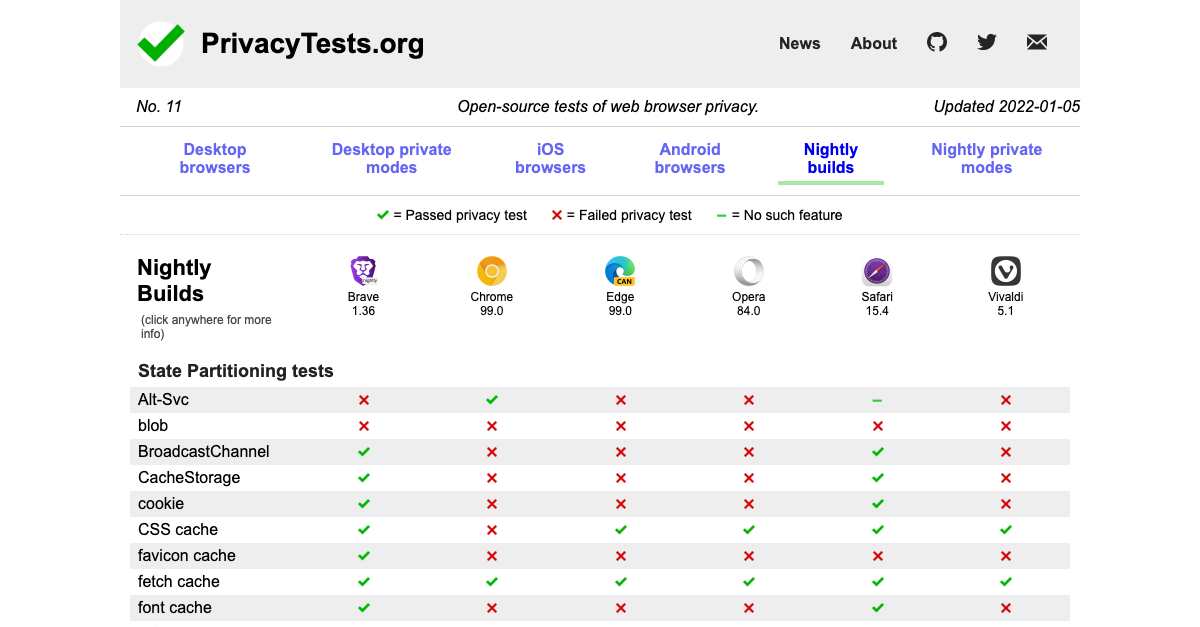 PrivacyTests.org
News About
No. 11 Open-source tests of web browser privacy. Updated 2022-01-05
Desktop browsers Desktop private modes iOS browsers Android browsers Nightly builds Nightly private modes
✓ = Passed privacy test ✕ = Failed privacy test – = No such feature
Nightly
Builds
(click anywhere for more
info)
nightly CAN
Brave Chrome Edge Opera Safari Vivaldi
1.36 99.0 99.0 84.0 15.4 5.1
State Partitioning tests
Alt-Svc ✕ ✓ ✕ ✕ – ✕
blob ✕ ✕ ✕ ✕ ✕ ✕
BroadcastChannel ✓ ✕ ✕ ✕ ✓ ✕
CacheStorage ✓ ✕ ✕ ✕ ✓ ✕
cookie ✓ ✕ ✕ ✕ ✓ ✕
CSS cache ✓ ✕ ✓ ✓ ✓ ✓
favicon cache ✓ ✕ ✕ ✕ ✕ ✕
fetch cache ✓ ✓ ✓ ✓ ✓ ✓
font cache ✓ ✕ ✕ ✕ ✓ ✕